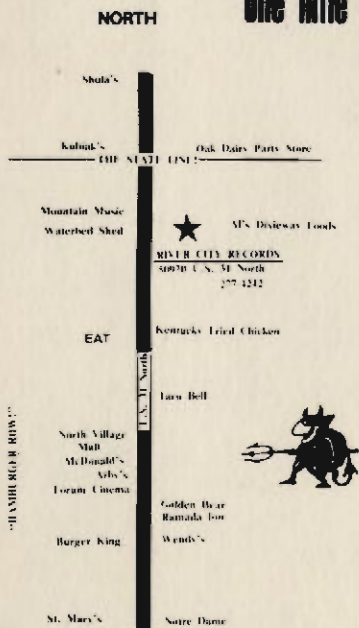 NORTH
One Mile
Shula's
Kubiak's
Oak Dairy Party Store
THE STATE LINE
Mountain Music
Waterbed Shed
Al's Dixieway Foods
RIVER CITY RECORDS
50970 U.S. 31 North
277-4242
EAT
Kentucky Fried Chicken
U.S. 31 North
Taco Bell
"HAMBURGER ROW"
North Village
Mall
McDonald's
Arby's
Forum Cinema
Golden Bear
Ramada Inn
Burger King
Wendy's
St. Mary's
Notre Dame